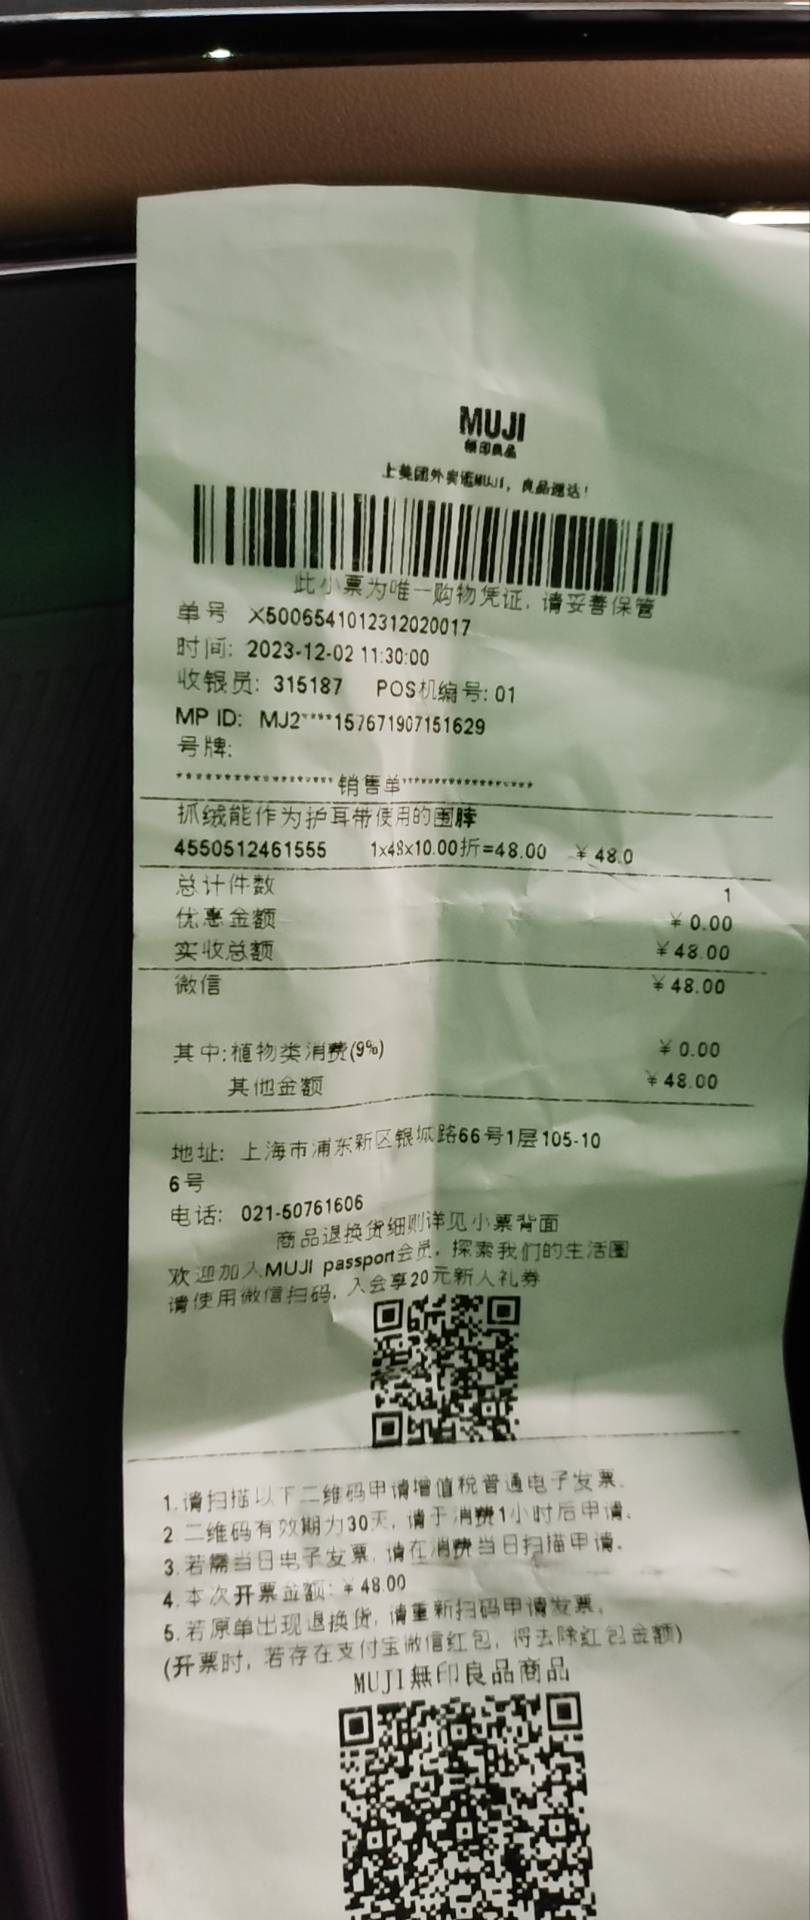 MUJI
無印良品
上美团外卖逛MUJI，良品速达！
此小票为唯一购物凭证，请妥善保管
单号 X5006541012312020017
时间: 2023-12-02 11:30:00
收银员: 315187 POS机编号: 01
MP ID: MJ2****157671907151629
号牌:
********************销售单********************
抓绒能作为护耳带使用的围脖
4550512461555 1x48x10.00折=48.00 ￥48.0
总计件数 1
优惠金额 ￥0.00
实收总额 ￥48.00
微信 ￥48.00
其中:植物类消费(9%) ￥0.00
其他金额 ￥48.00
地址: 上海市浦东新区银城路66号1层105-10
6号
电话: 021-50761606
商品退换货细则详见小票背面
欢迎加入MUJI passport会员，探索我们的生活圈
请使用微信扫码，入会享20元新人礼券
1.请扫描以下二维码申请增值税普通电子发票。
2.二维码有效期为30天，请于消费1小时后申请。
3.若需当日电子发票，请在消费当日扫描申请。
4.本次开票金额:￥48.00
5.若原单出现退换货，请重新扫码申请发票。
(开票时，若存在支付宝微信红包，将去除红包金额)
MUJI無印良品商品